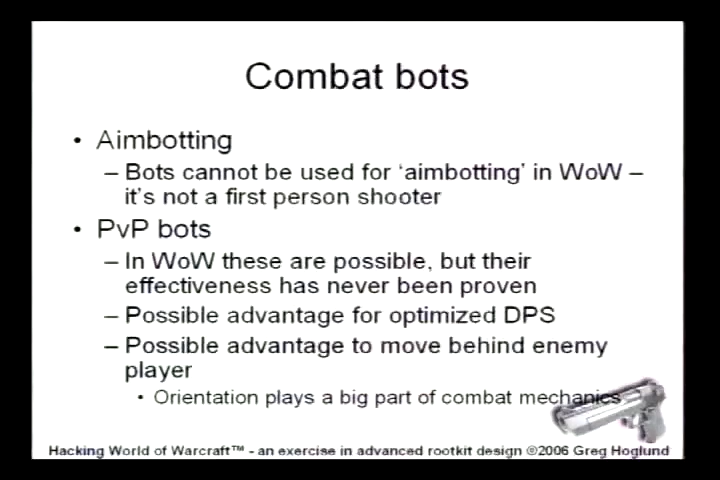 Combat bots
• Aimbotting
– Bots cannot be used for ‘aimbotting’ in WoW –
it’s not a first person shooter
• PvP bots
– In WoW these are possible, but their
effectiveness has never been proven
– Possible advantage for optimized DPS
– Possible advantage to move behind enemy
player
• Orientation plays a big part of combat mechanics
Hacking World of Warcraft™ - an exercise in advanced rootkit design ©2006 Greg Hoglund